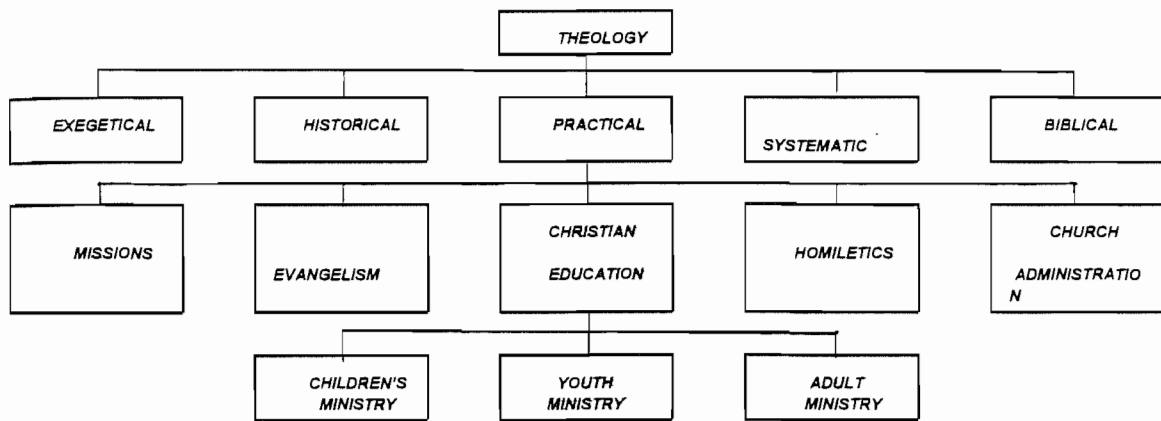 THEOLOGY
EXEGETICAL
HISTORICAL
PRACTICAL
SYSTEMATIC
BIBLICAL
MISSIONS
EVANGELISM
CHRISTIAN
EDUCATION
HOMILETICS
CHURCH
ADMINISTRATIO
N
CHILDREN'S
MINISTRY
YOUTH
MINISTRY
ADULT
MINISTRY